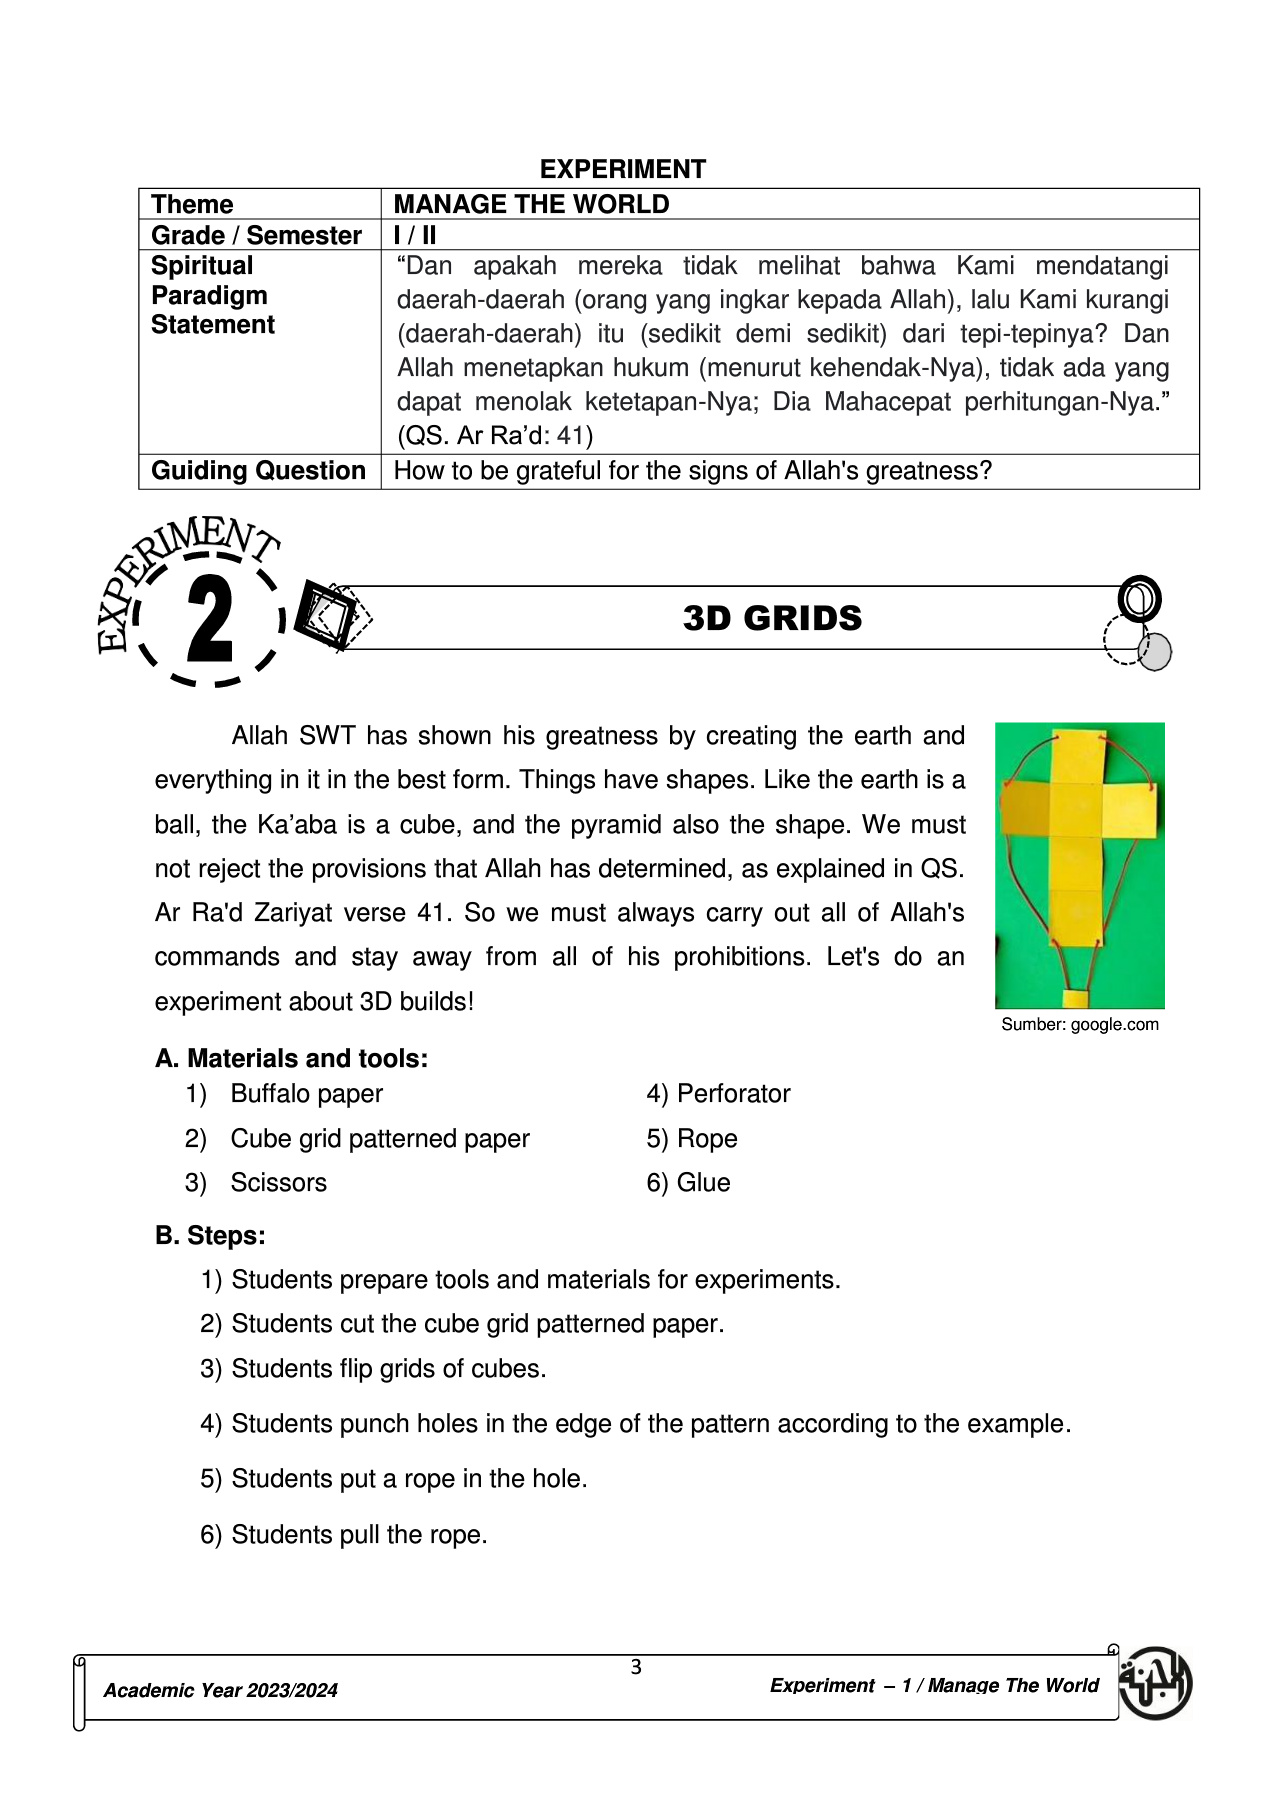 EXPERIMENT
Theme MANAGE THE WORLD
Grade / Semester I / II
Spiritual Paradigm Statement
“Dan apakah mereka tidak melihat bahwa Kami mendatangi
daerah-daerah (orang yang ingkar kepada Allah), lalu Kami kurangi
(daerah-daerah) itu (sedikit demi sedikit) dari tepi-tepinya? Dan
Allah menetapkan hukum (menurut kehendak-Nya), tidak ada yang
dapat menolak ketetapan-Nya; Dia Mahacepat perhitungan-Nya.”
(QS. Ar Ra’d: 41)
Guiding Question How to be grateful for the signs of Allah's greatness?
EXPERIMENT
2
3D GRIDS
Allah SWT has shown his greatness by creating the earth and
everything in it in the best form. Things have shapes. Like the earth is a
ball, the Ka’aba is a cube, and the pyramid also the shape. We must
not reject the provisions that Allah has determined, as explained in QS.
Ar Ra'd Zariyat verse 41. So we must always carry out all of Allah's
commands and stay away from all of his prohibitions. Let's do an
experiment about 3D builds!
Sumber: google.com
A. Materials and tools:
1) Buffalo paper
2) Cube grid patterned paper
3) Scissors
4) Perforator
5) Rope
6) Glue
B. Steps:
1) Students prepare tools and materials for experiments.
2) Students cut the cube grid patterned paper.
3) Students flip grids of cubes.
4) Students punch holes in the edge of the pattern according to the example.
5) Students put a rope in the hole.
6) Students pull the rope.
3
Academic Year 2023/2024
Experiment – 1 / Manage The World